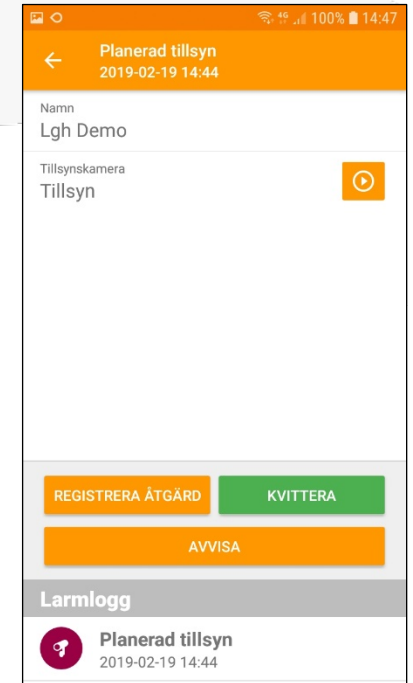 4G 100% 14:47
Planerad tillsyn
2019-02-19 14:44
Namn
Lgh Demo
Tillsynskamera
Tillsyn
REGISTRERA ÅTGÄRD KVITTERA
AVVISA
Larmlogg
Planerad tillsyn
2019-02-19 14:44